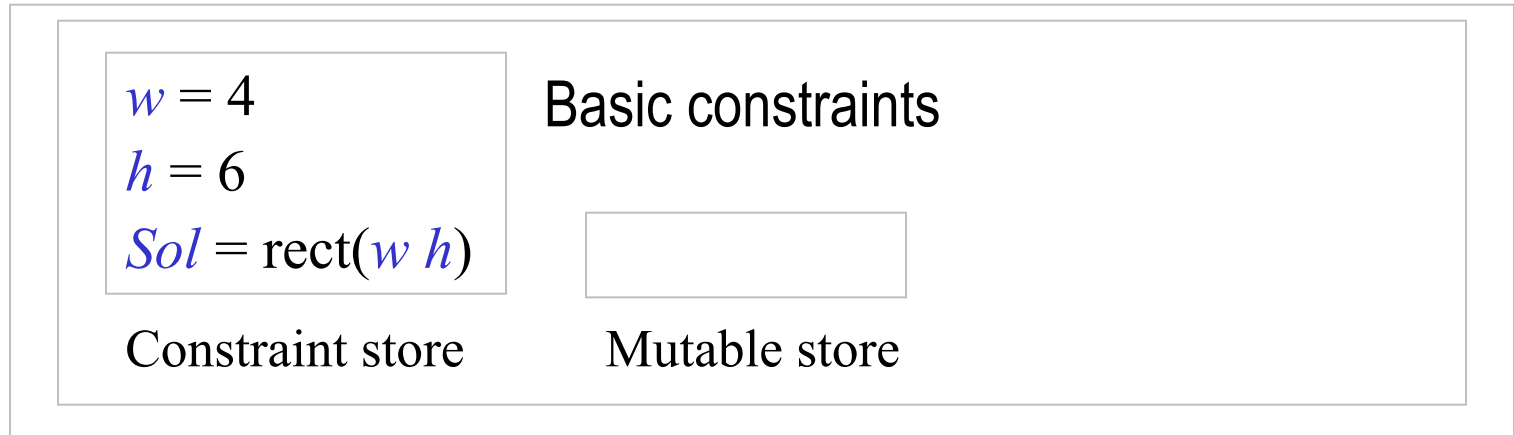 w = 4
h = 6
Sol = rect(w h)
Basic constraints
Constraint store
Mutable store